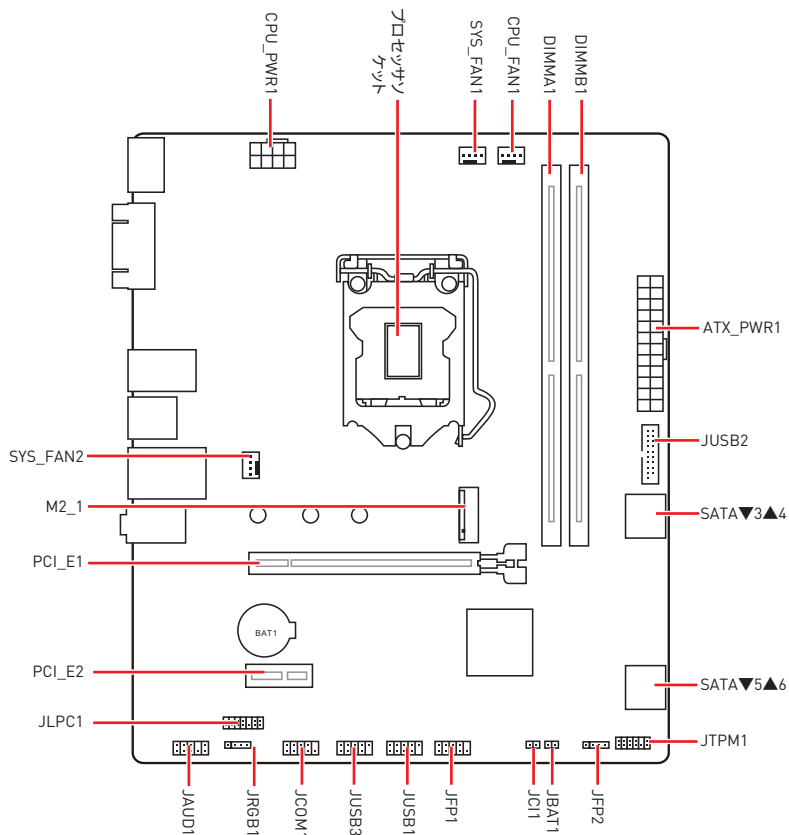 CPU_PWR1
プロセッサソ
ケット
SYS_FAN1
CPU_FAN1
DIMMA1
DIMMB1
ATX_PWR1
JUSB2
SYS_FAN2
M2_1
SATA▼3▲4
PCI_E1
BAT1
PCI_E2
SATA▼5▲6
JLPC1
JTPM1
JAUD1
JRGB1
JUSB3
JUSB1
JFP1
JCI1
JBAT1
JFP2